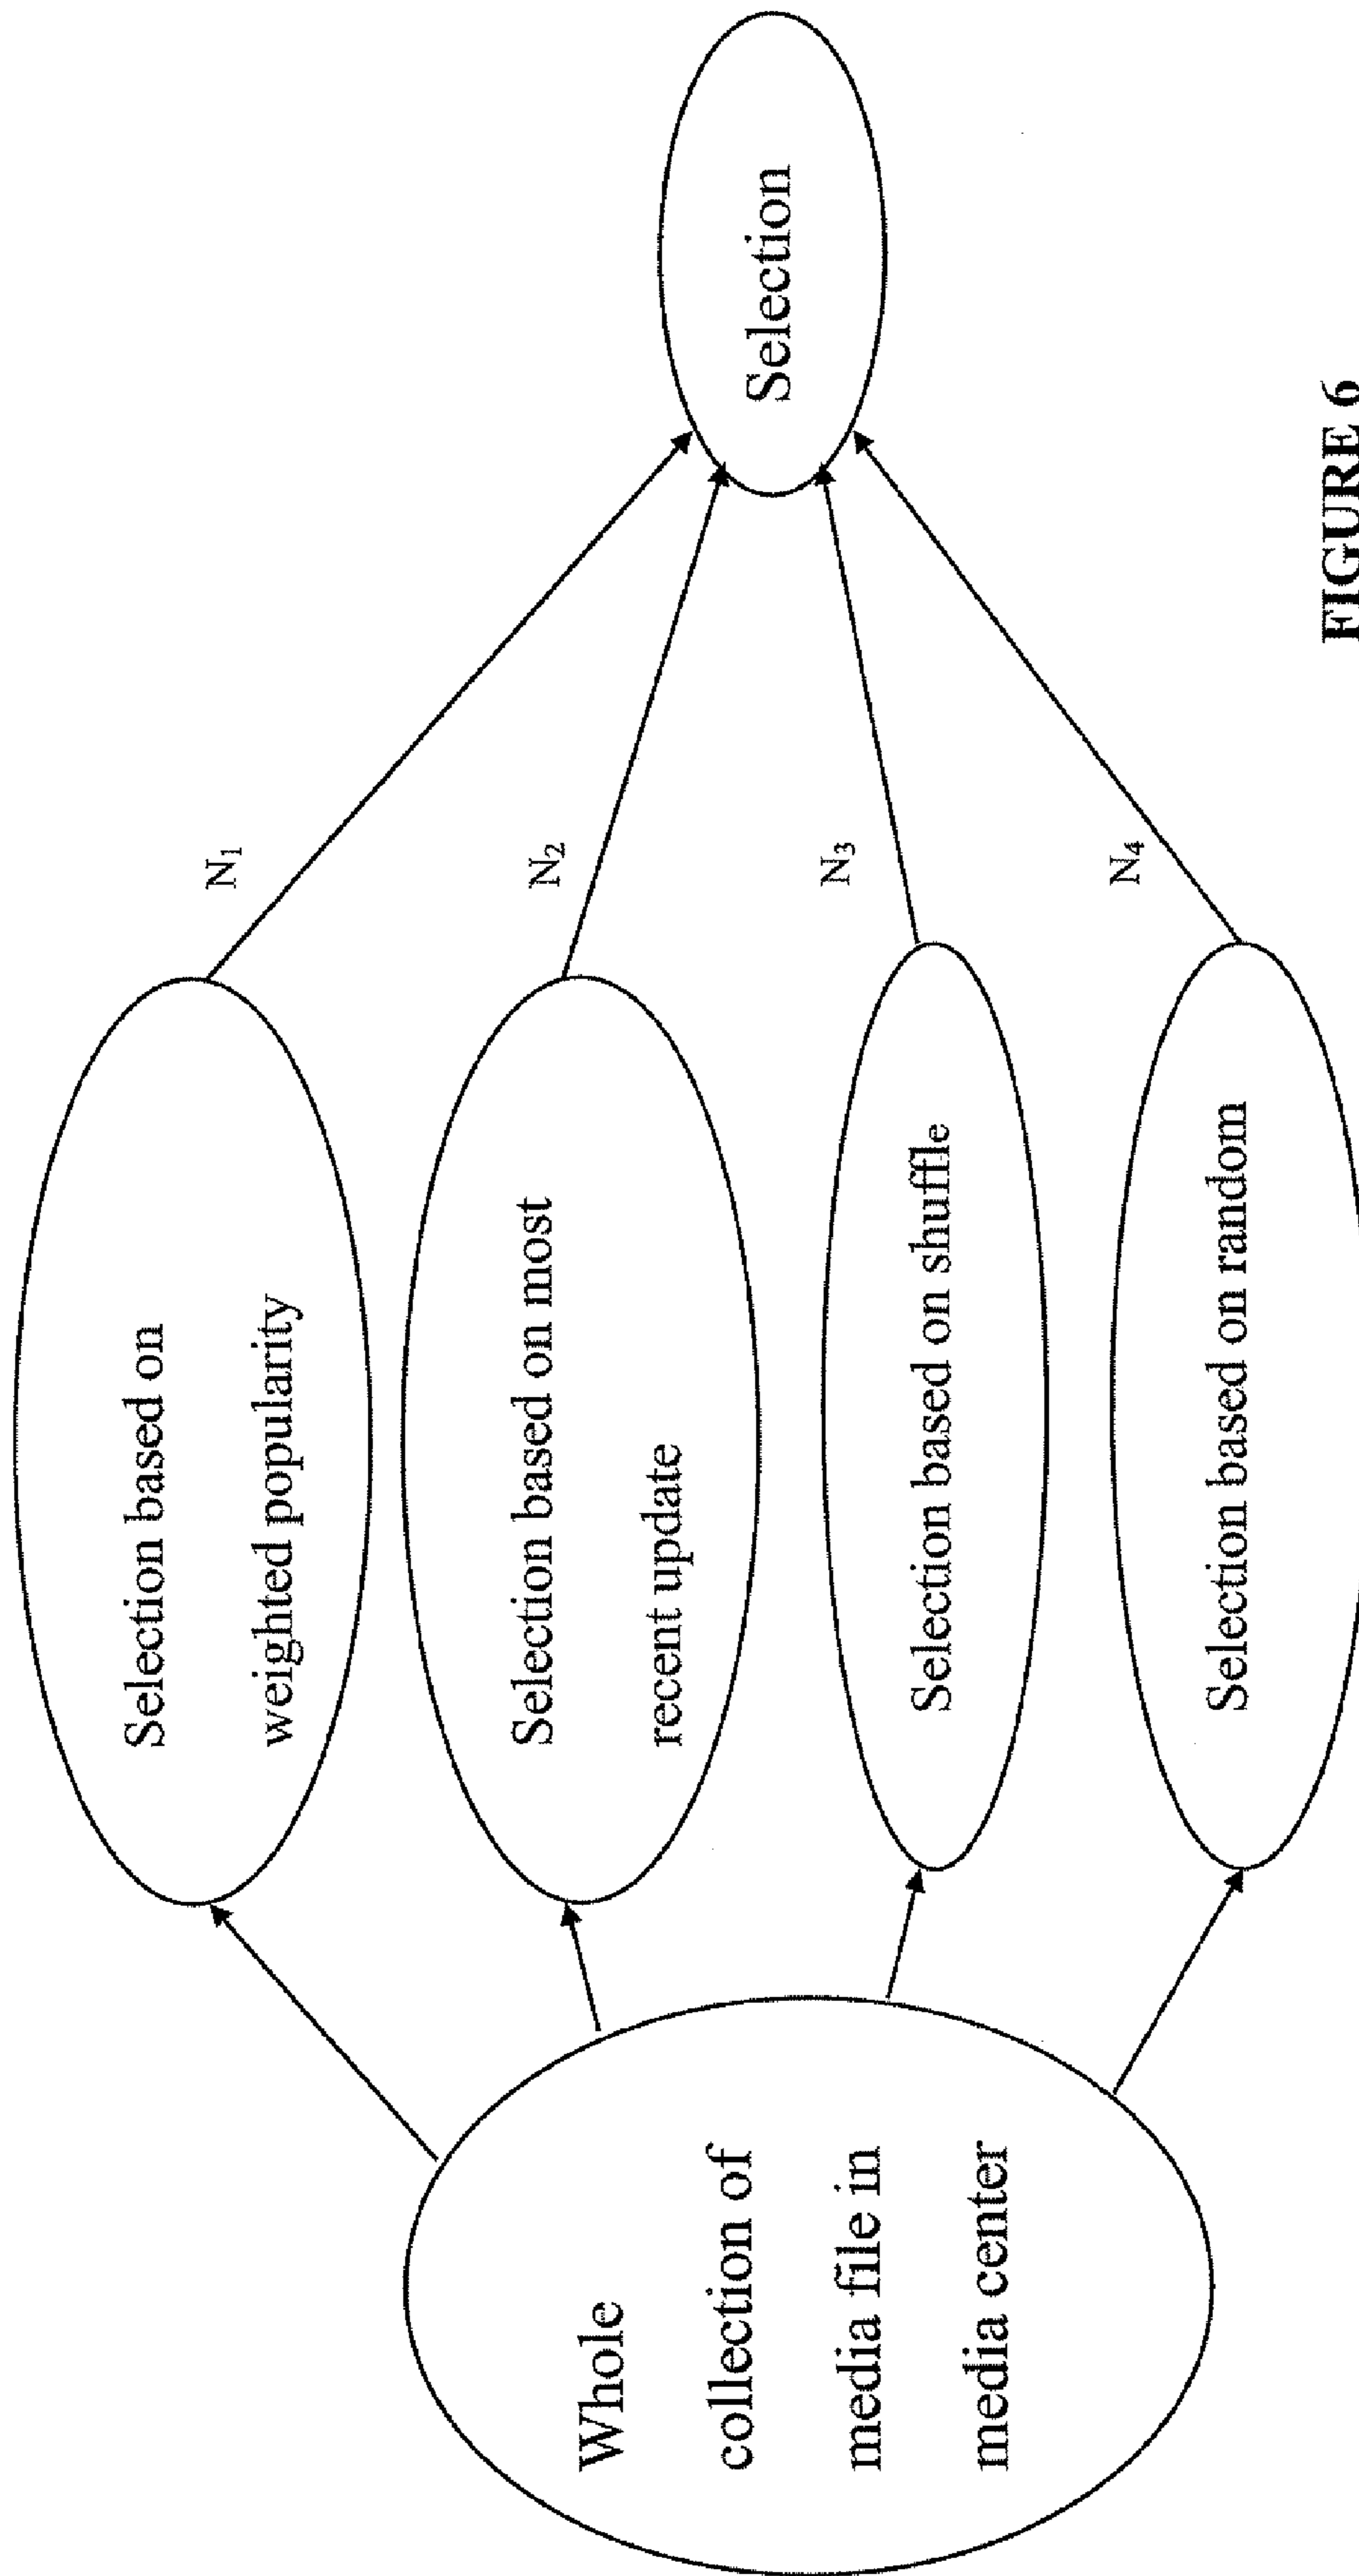 Whole
collection of
media file in
media center
Selection based on
weighted popularity
Selection based on most
recent update
Selection based on shuffle
Selection based on random
N₁
N₂
N₃
N₄
Selection
FIGURE 6